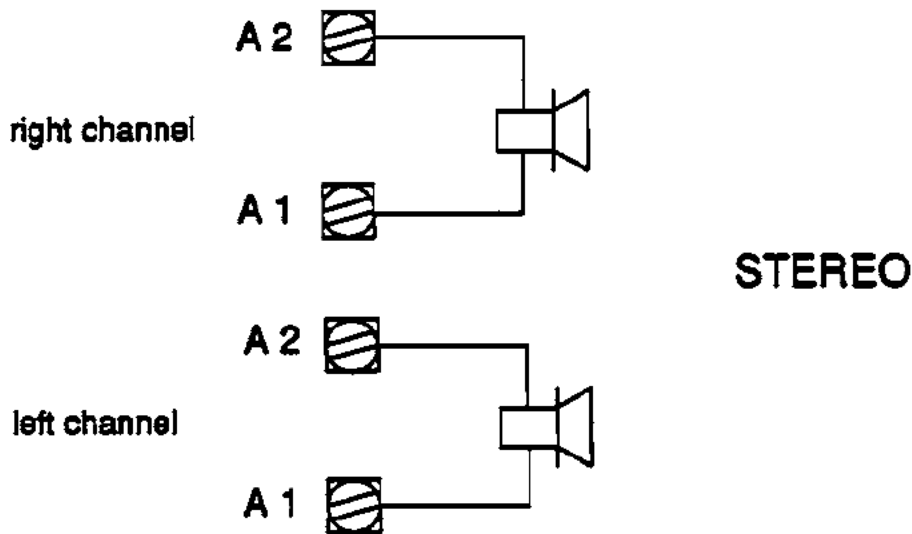 A 2
right channel
A 1
STEREO
A 2
left channel
A 1